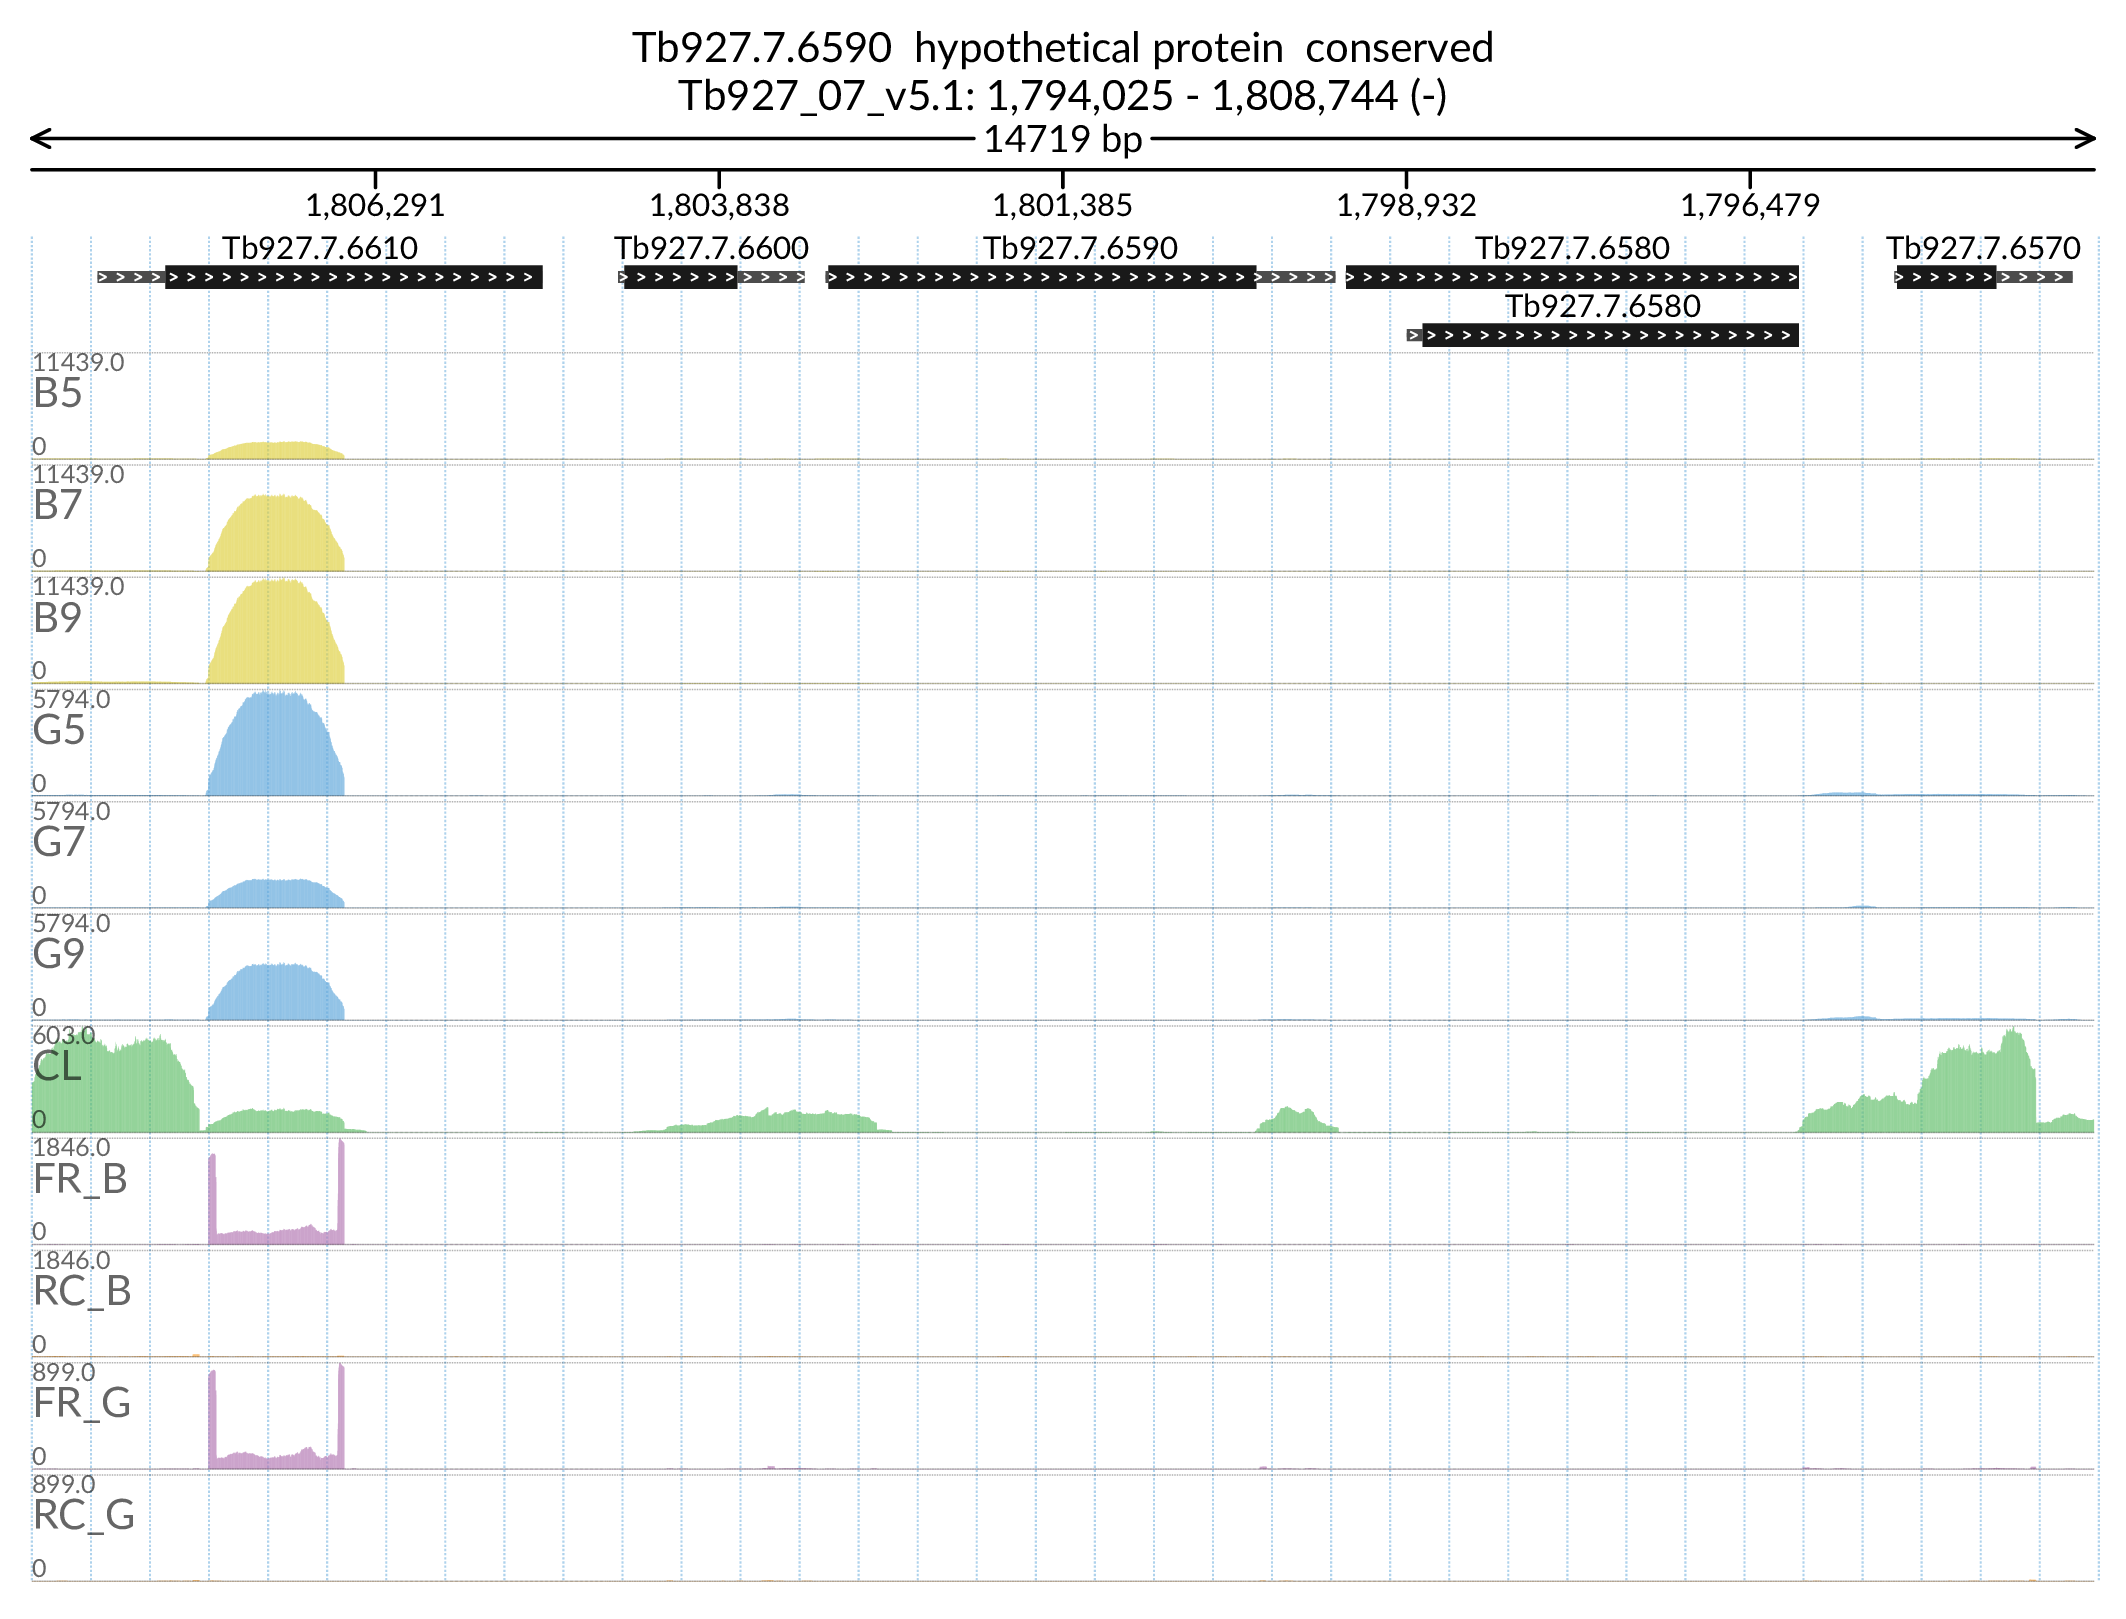 Tb927.7.6590 hypothetical protein conserved
Tb927_07_v5.1: 1,794,025 - 1,808,744 (-)
14719 bp
1,806,291 1,803,838 1,801,385 1,798,932 1,796,479
Tb927.7.6610 Tb927.7.6600 Tb927.7.6590 Tb927.7.6580 Tb927.7.6570
Tb927.7.6580
11439.0
B5
0
11439.0
B7
0
11439.0
B9
0
5794.0
G5
0
5794.0
G7
0
5794.0
G9
0
603.0
CL
0
1846.0
FR_B
0
1846.0
RC_B
0
899.0
FR_G
0
899.0
RC_G
0